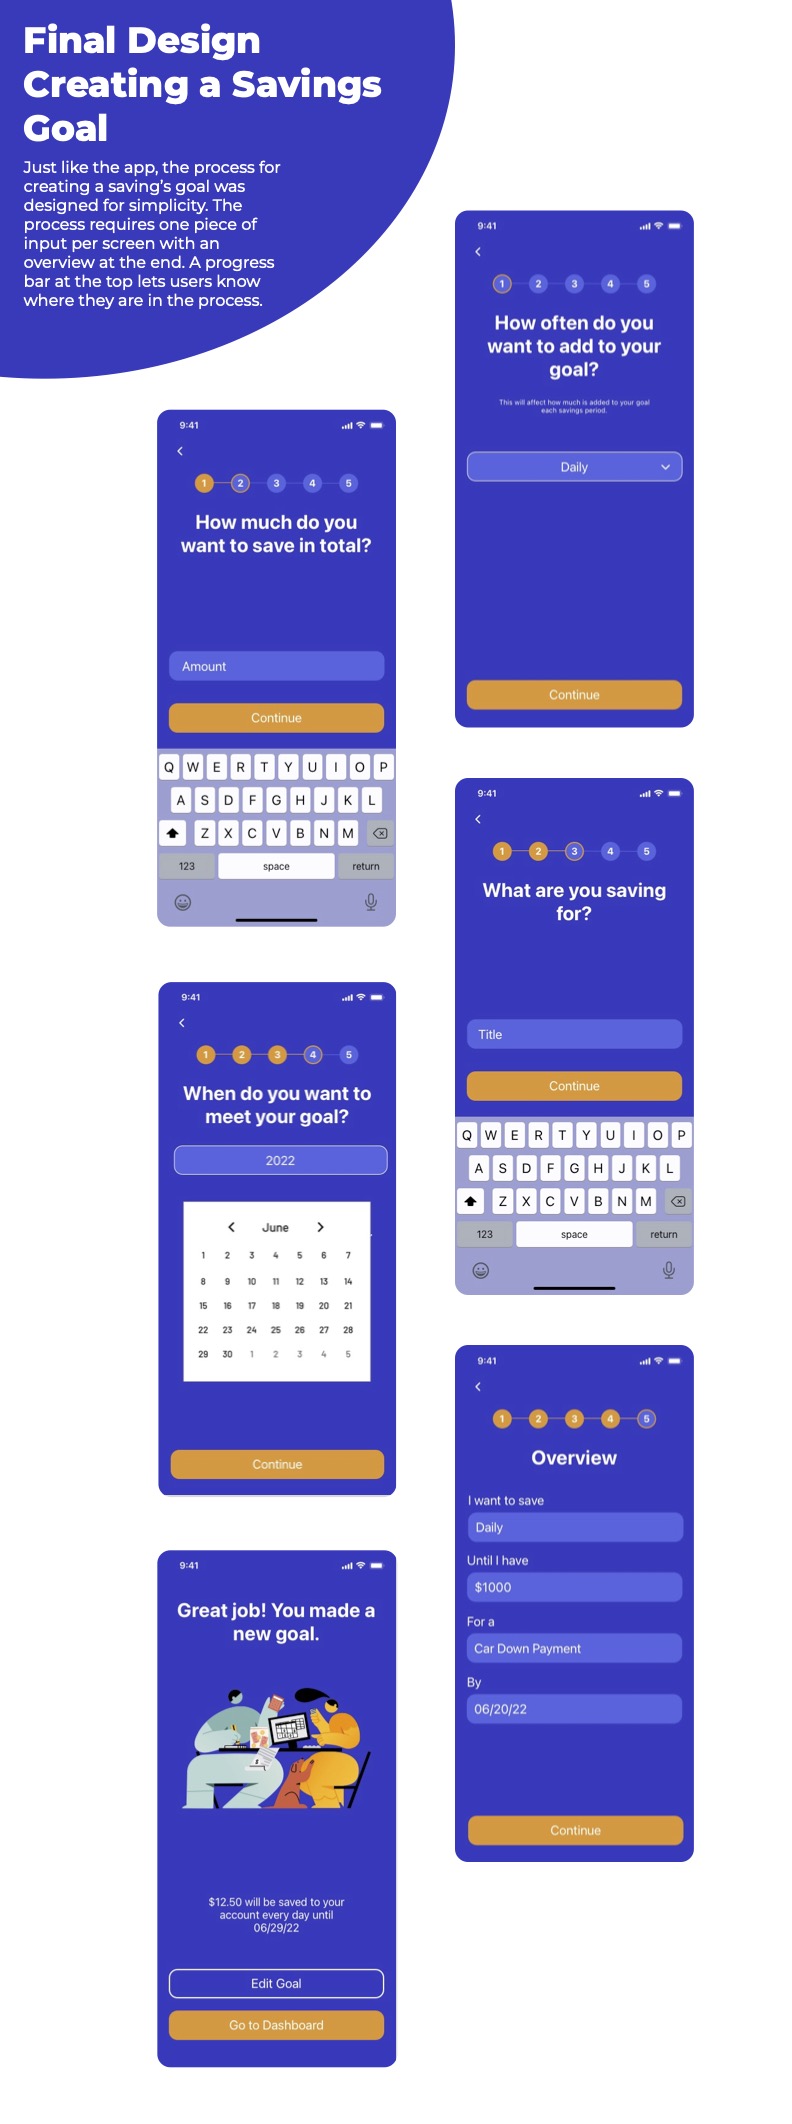 Final Design
Creating a Savings
Goal
Just like the app, the process for
creating a saving's goal was
designed for simplicity. The
process requires one piece of
input per screen with an
overview at the end. A progress
bar at the top lets users know
where they are in the process.
9:41
1 2 3 4 5
How often do you
want to add to your
goal?
This will affect how much is added to your goal
each savings period.
Daily
Continue
9:41
1 2 3 4 5
How much do you
want to save in total?
Amount
Continue
Q W E R T Y U I O P
A S D F G H J K L
Z X C V B N M
123 space return
9:41
1 2 3 4 5
What are you saving
for?
Title
Continue
Q W E R T Y U I O P
A S D F G H J K L
Z X C V B N M
123 space return
9:41
1 2 3 4 5
When do you want to
meet your goal?
2022
June
1 2 3 4 5 6 7
8 9 10 11 12 13 14
15 16 17 18 19 20 21
22 23 24 25 26 27 28
29 30 1 2 3 4 5
Continue
9:41
1 2 3 4 5
Overview
I want to save
Daily
Until I have
$1000
For a
Car Down Payment
By
06/20/22
Continue
9:41
Great job! You made a
new goal.
$
$12.50 will be saved to your
account every day until
06/29/22
Edit Goal
Go to Dashboard